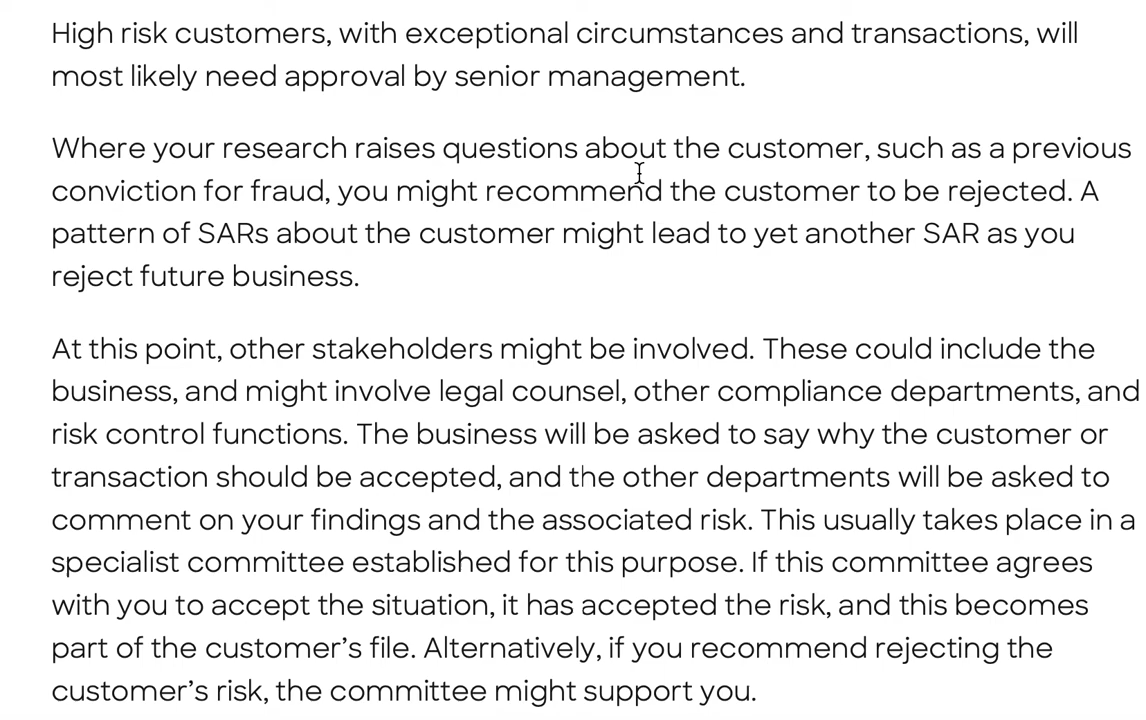 High risk customers, with exceptional circumstances and transactions, will
most likely need approval by senior management.
Where your research raises questions about the customer, such as a previous
conviction for fraud, you might recommend the customer to be rejected. A
pattern of SARs about the customer might lead to yet another SAR as you
reject future business.
At this point, other stakeholders might be involved. These could include the
business, and might involve legal counsel, other compliance departments, and
risk control functions. The business will be asked to say why the customer or
transaction should be accepted, and the other departments will be asked to
comment on your findings and the associated risk. This usually takes place in a
specialist committee established for this purpose. If this committee agrees
with you to accept the situation, it has accepted the risk, and this becomes
part of the customer’s file. Alternatively, if you recommend rejecting the
customer’s risk, the committee might support you.